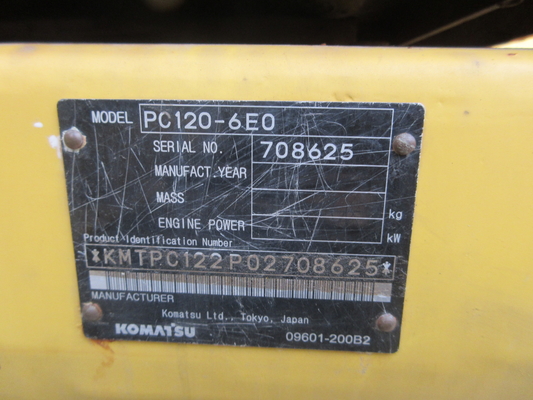 MODEL PC120-6E0
SERIAL NO. 708625
MANUFACT.YEAR
MASS kg
ENGINE POWER kW
Product Identification Number
*KMTPC122P02708625*
MANUFACTURER
Komatsu Ltd., Tokyo, Japan
KOMATSU 09601-200B2